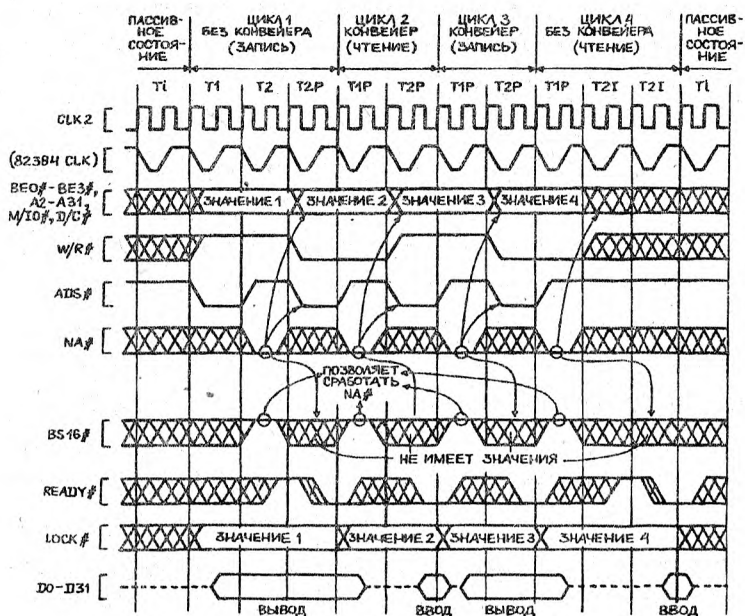 ПАССИВ-
НОЕ
СОСТОЯ-
НИЕ
ЦИКЛ 1
БЕЗ КОНВЕЙЕРА
(ЗАПИСЬ)
ЦИКЛ 2
КОНВЕЙЕР
(ЧТЕНИЕ)
ЦИКЛ 3
КОНВЕЙЕР
(ЗАПИСЬ)
ЦИКЛ 4
БЕЗ КОНВЕЙЕРА
(ЧТЕНИЕ)
ПАССИВ-
НОЕ
СОСТОЯ-
НИЕ
Ti T1 T2 T2P T1P T2P T1P T2P T1P T2I T2I Ti
CLK2
(82384 CLK)
BE0#-BE3#,
A2-A31,
M/IO#, D/C#
ЗНАЧЕНИЕ 1 ЗНАЧЕНИЕ 2 ЗНАЧЕНИЕ 3 ЗНАЧЕНИЕ 4
W/R#
ADS#
NA#
ПОЗВОЛЯЕТ
СРАБОТАТЬ
NA#
BS16#
НЕ ИМЕЕТ ЗНАЧЕНИЯ
READY#
LOCK#
ЗНАЧЕНИЕ 1 ЗНАЧЕНИЕ 2 ЗНАЧЕНИЕ 3 ЗНАЧЕНИЕ 4
D0-D31
ВЫВОД ВВОД ВЫВОД ВВОД